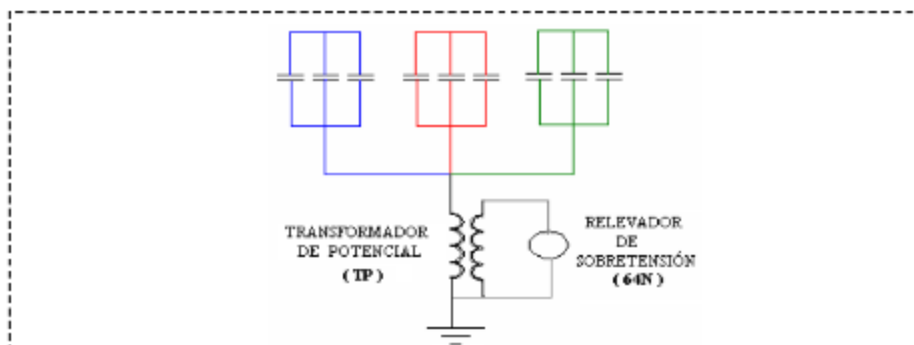 TRANSFORMADOR
DE POTENCIAL
( TP )
RELEVADOR
DE
SOBRETENSIÓN
( 64N )